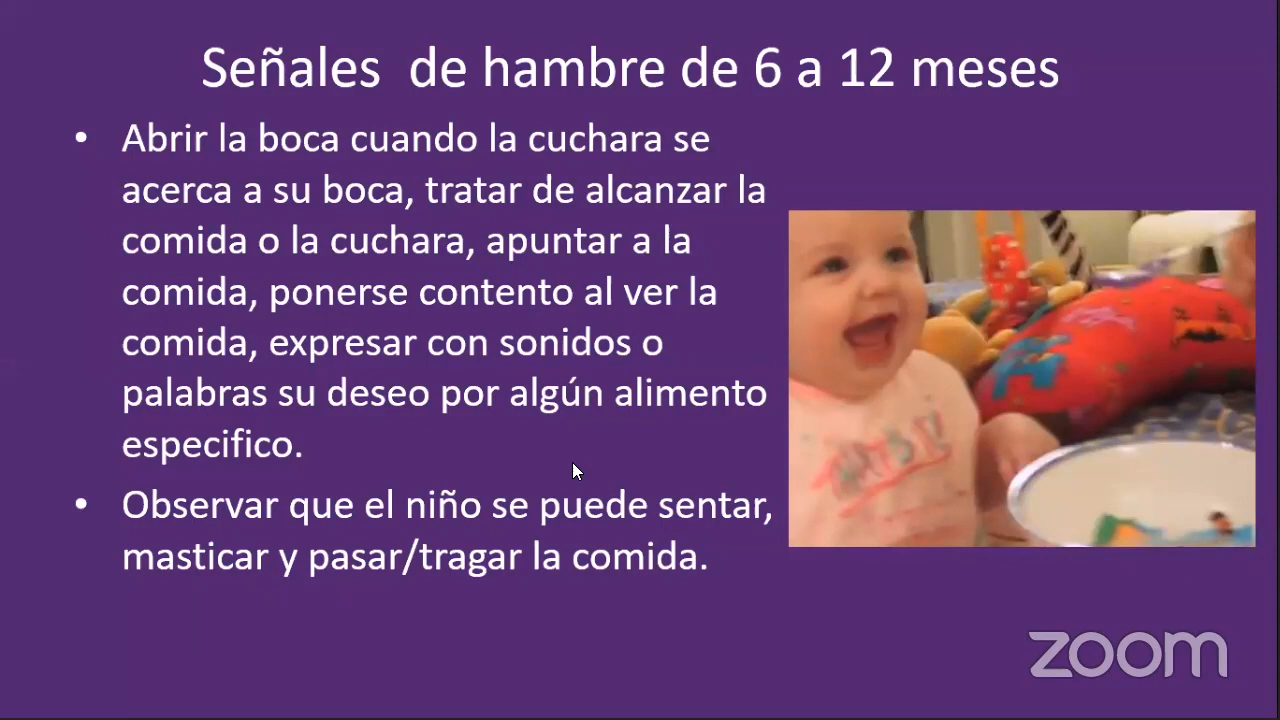 Señales de hambre de 6 a 12 meses
• Abrir la boca cuando la cuchara se
acerca a su boca, tratar de alcanzar la
comida o la cuchara, apuntar a la
comida, ponerse contento al ver la
comida, expresar con sonidos o
palabras su deseo por algún alimento
especifico.
• Observar que el niño se puede sentar,
masticar y pasar/tragar la comida.
zoom